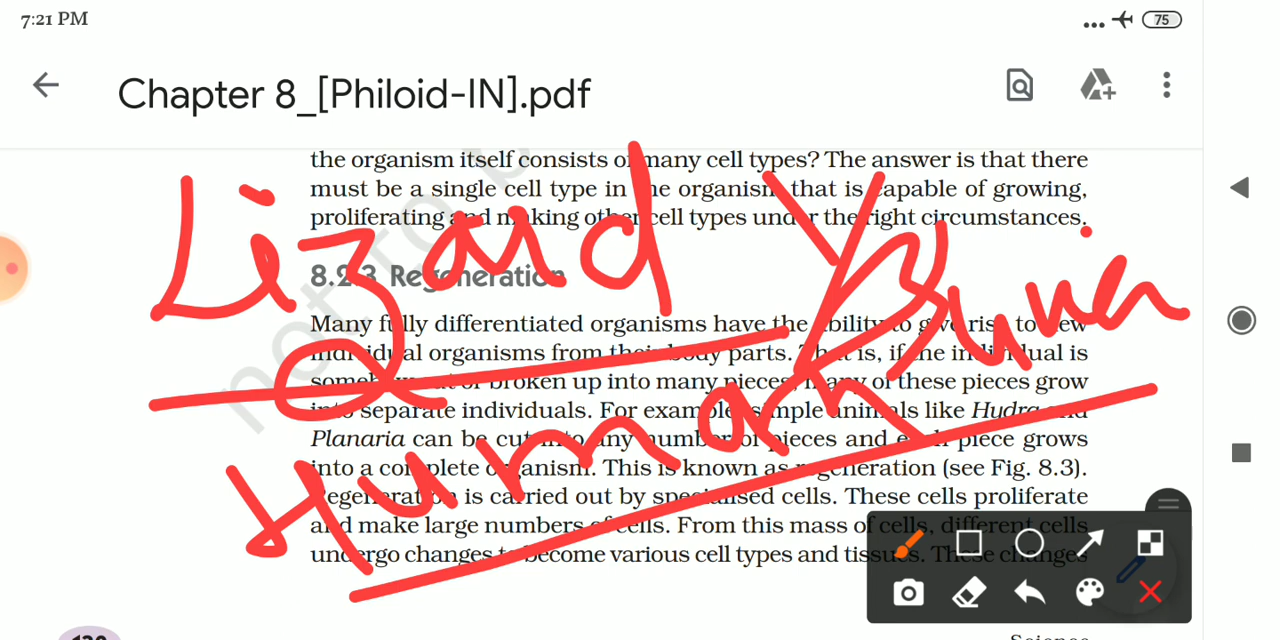 7:21 PM
75
Chapter 8_[Philoid-IN].pdf
the organism itself consists of many cell types? The answer is that there
must be a single cell type in the organism that is capable of growing,
proliferating and making other cell types under the right circumstances.
Lizard
8.2.3 Regeneration
Many fully differentiated organisms have the ability to give rise to new
individual organisms from their body parts. That is, if the individual is
somehow cut or broken up into many pieces, many of these pieces grow
into separate individuals. For example, simple animals like Hydra and
Planaria can be cut into any number of pieces and each piece grows
Human
into a complete organism. This is known as regeneration (see Fig. 8.3).
Regeneration is carried out by specialised cells. These cells proliferate
and make large numbers of cells. From this mass of cells, different cells
undergo changes to become various cell types and tissues. These changes
Science